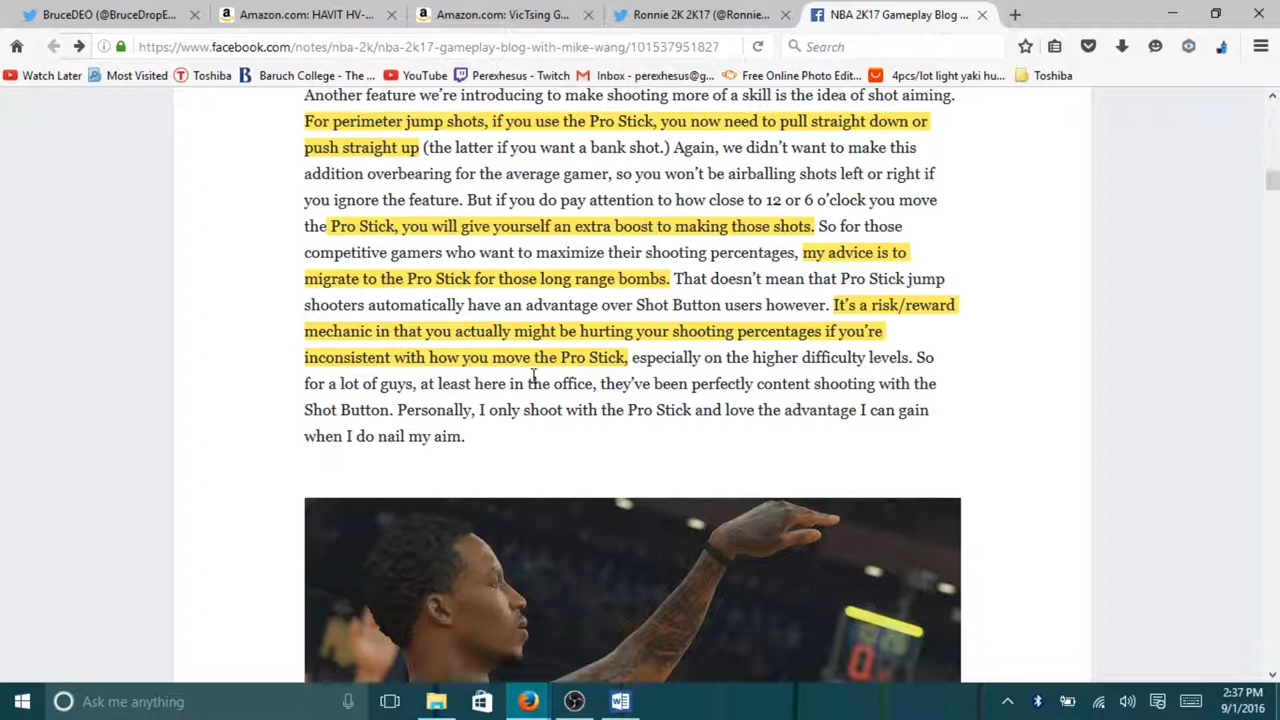 BruceDEO (@BruceDropE...
Amazon.com: HAVIT HV-...
Amazon.com: VicTsing G...
Ronnie 2K 2K17 (@Ronnie...
NBA 2K17 Gameplay Blog ...
https://www.facebook.com/notes/nba-2k/nba-2k17-gameplay-blog-with-mike-wang/101537951827
Search
Watch Later
Most Visited
Toshiba
Baruch College - The ...
YouTube
Perexhesus - Twitch
Inbox - perexhesus@g...
Free Online Photo Edit...
4pcs/lot light yaki hu...
Toshiba
Another feature we're introducing to make shooting more of a skill is the idea of shot aiming.
For perimeter jump shots, if you use the Pro Stick, you now need to pull straight down or
push straight up (the latter if you want a bank shot.) Again, we didn't want to make this
addition overbearing for the average gamer, so you won't be airballing shots left or right if
you ignore the feature. But if you do pay attention to how close to 12 or 6 o'clock you move
the Pro Stick, you will give yourself an extra boost to making those shots. So for those
competitive gamers who want to maximize their shooting percentages, my advice is to
migrate to the Pro Stick for those long range bombs. That doesn't mean that Pro Stick jump
shooters automatically have an advantage over Shot Button users however. It's a risk/reward
mechanic in that you actually might be hurting your shooting percentages if you're
inconsistent with how you move the Pro Stick, especially on the higher difficulty levels. So
for a lot of guys, at least here in the office, they've been perfectly content shooting with the
Shot Button. Personally, I only shoot with the Pro Stick and love the advantage I can gain
when I do nail my aim.
0
Ask me anything
2:37 PM
9/1/2016